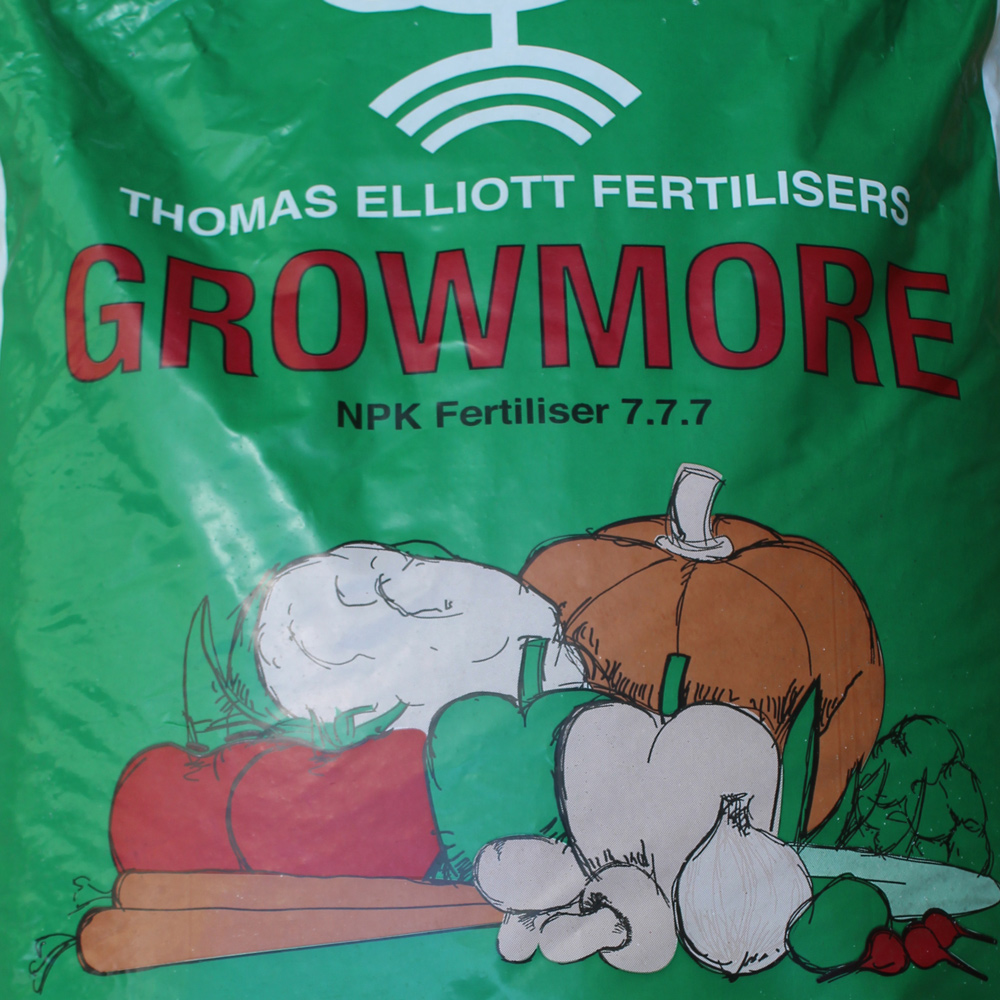 THOMAS ELLIOTT FERTILISERS
GROWMORE
NPK Fertiliser 7.7.7